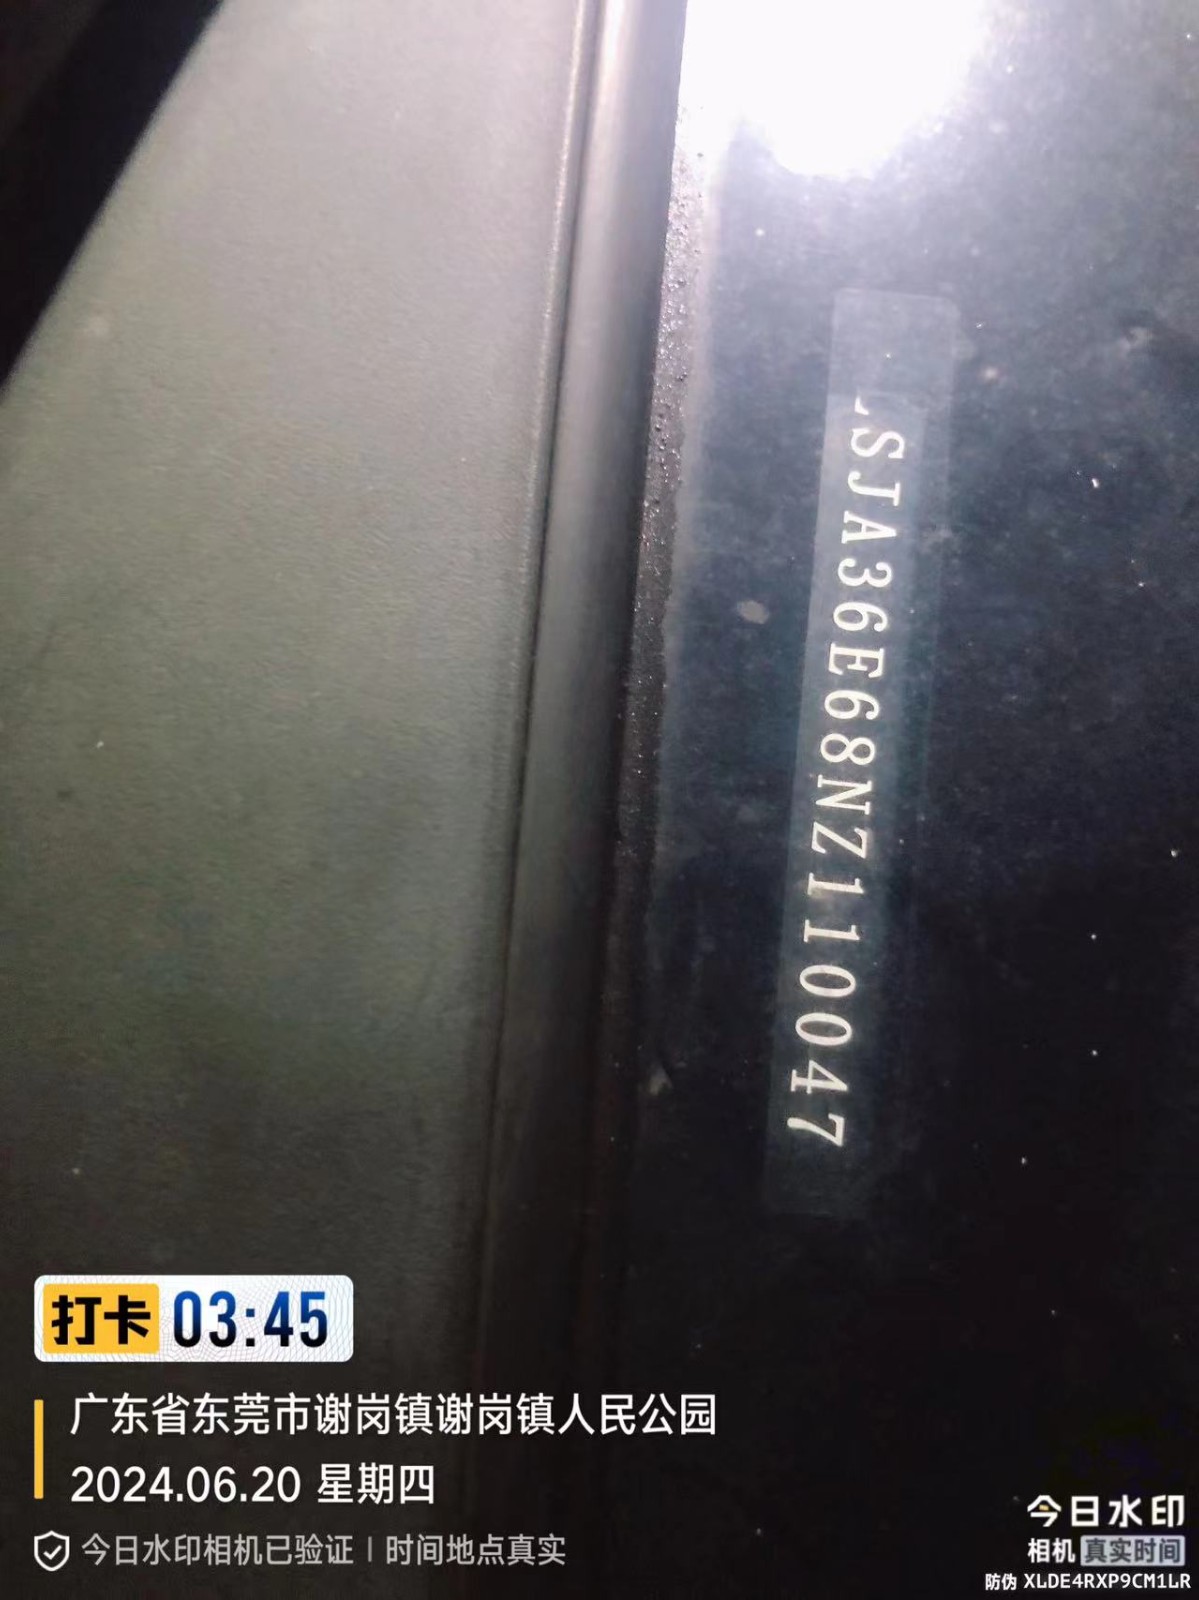 LSJA36E68NZ110047
打卡 03:45
广东省东莞市谢岗镇谢岗镇人民公园
2024.06.20 星期四
今日水印相机已验证 | 时间地点真实
今日水印
相机 真实时间
防伪 XLDE4RXP9CM1LR